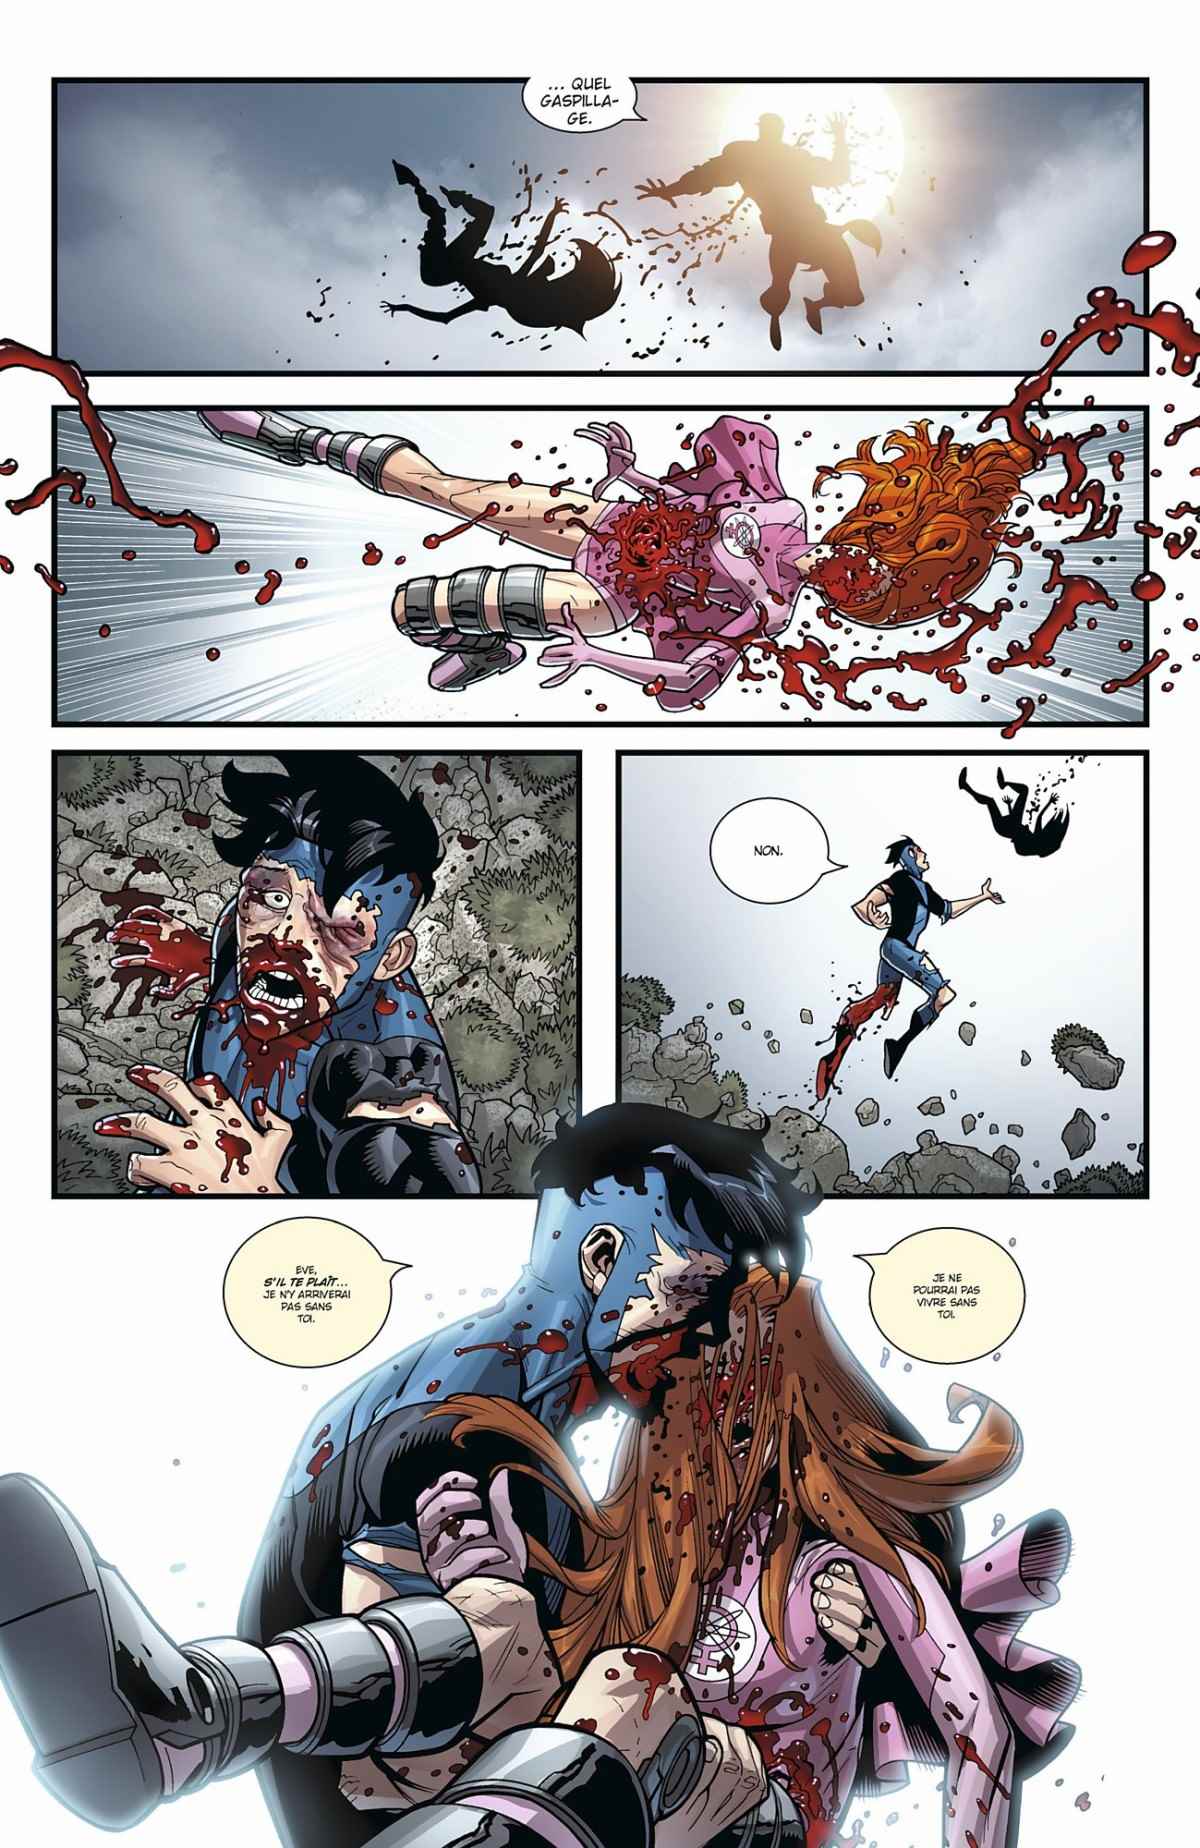 ... QUEL
GASPILLA-
GE.
NON.
EVE,
S'IL TE PLAÎT...
JE N'Y ARRIVERAI
PAS SANS
TOI.
JE NE
POURRAI PAS
VIVRE SANS
TOI.